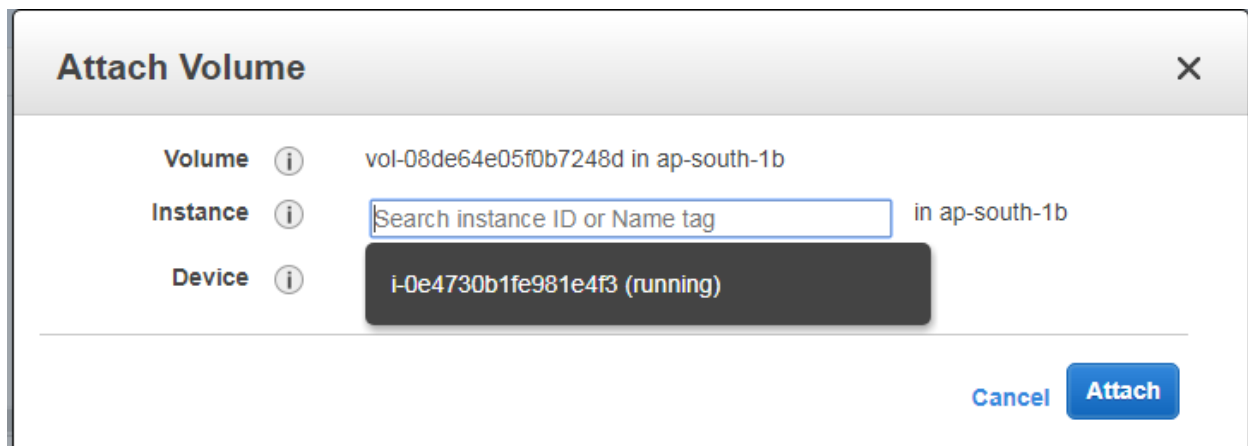 Attach Volume
Volume vol-08de64e05f0b7248d in ap-south-1b
Instance Search instance ID or Name tag in ap-south-1b
Device i-0e4730b1fe981e4f3 (running)
Cancel Attach